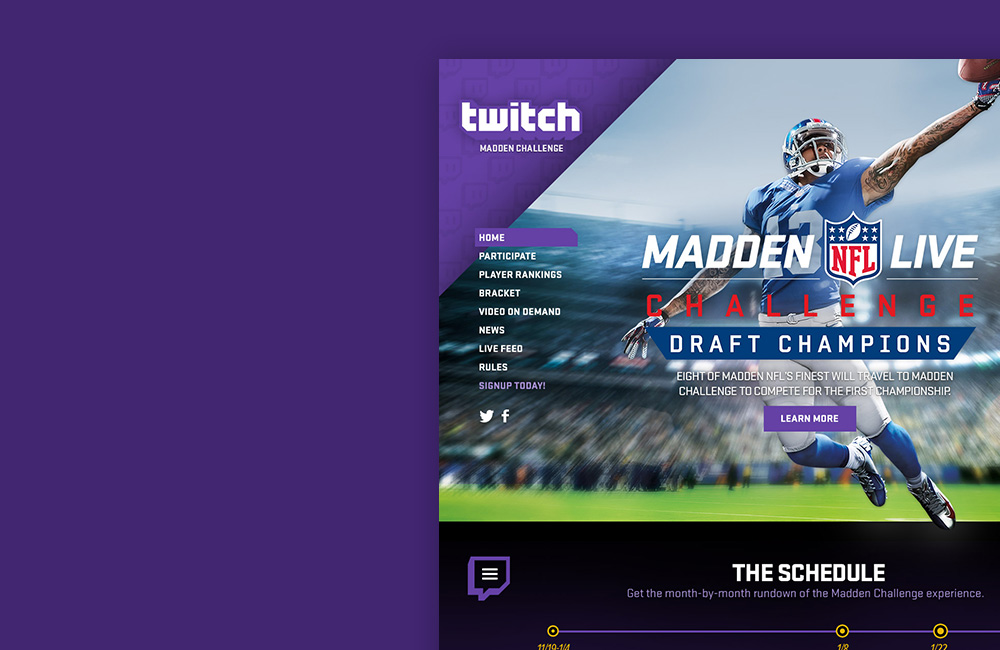 twitch
MADDEN CHALLENGE
HOME
PARTICIPATE
PLAYER RANKINGS
BRACKET
VIDEO ON DEMAND
NEWS
LIVE FEED
RULES
SIGNUP TODAY!
13
MADDEN NFL LIVE
CHALLENGE
DRAFT CHAMPIONS
EIGHT OF MADDEN NFL'S FINEST WILL TRAVEL TO MADDEN
CHALLENGE TO COMPETE FOR THE FIRST CHAMPIONSHIP.
LEARN MORE
THE SCHEDULE
Get the month-by-month rundown of the Madden Challenge experience.
11/19-1/4 1/8 1/22